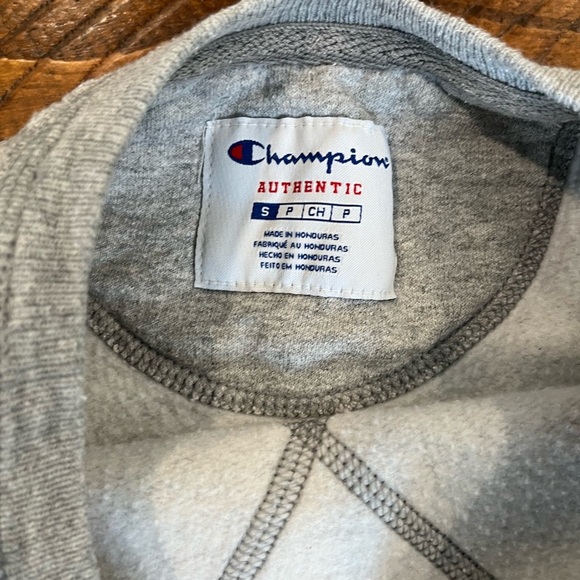 Champion
AUTHENTIC
S P CH P
MADE IN HONDURAS
FABRIQUÉ AU HONDURAS
HECHO EN HONDURAS
FEITO EM HONDURAS